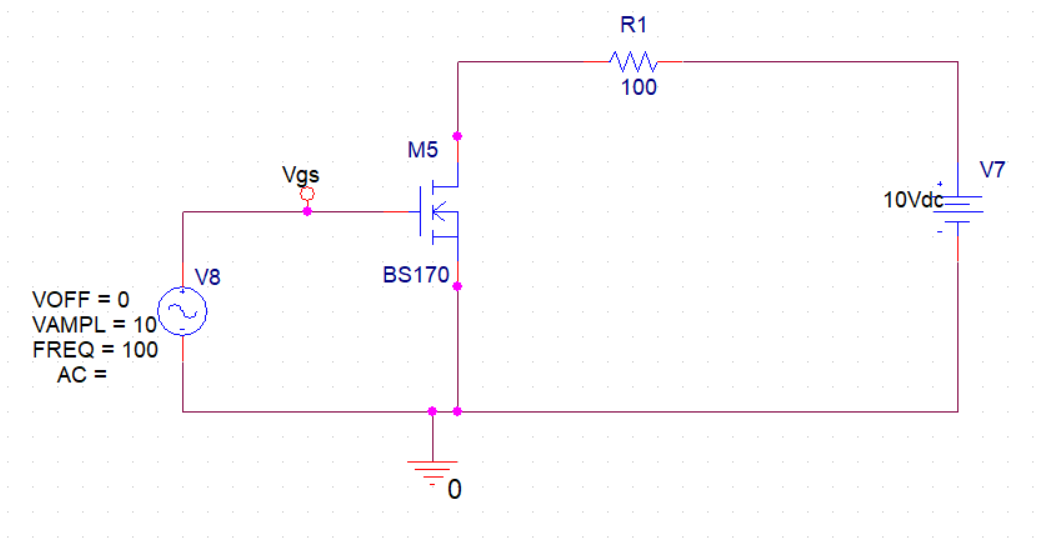 R1
100
M5
Vgs
V7
10Vdc
+
-
BS170
V8
+
-
VOFF = 0
VAMPL = 10
FREQ = 100
AC =
0